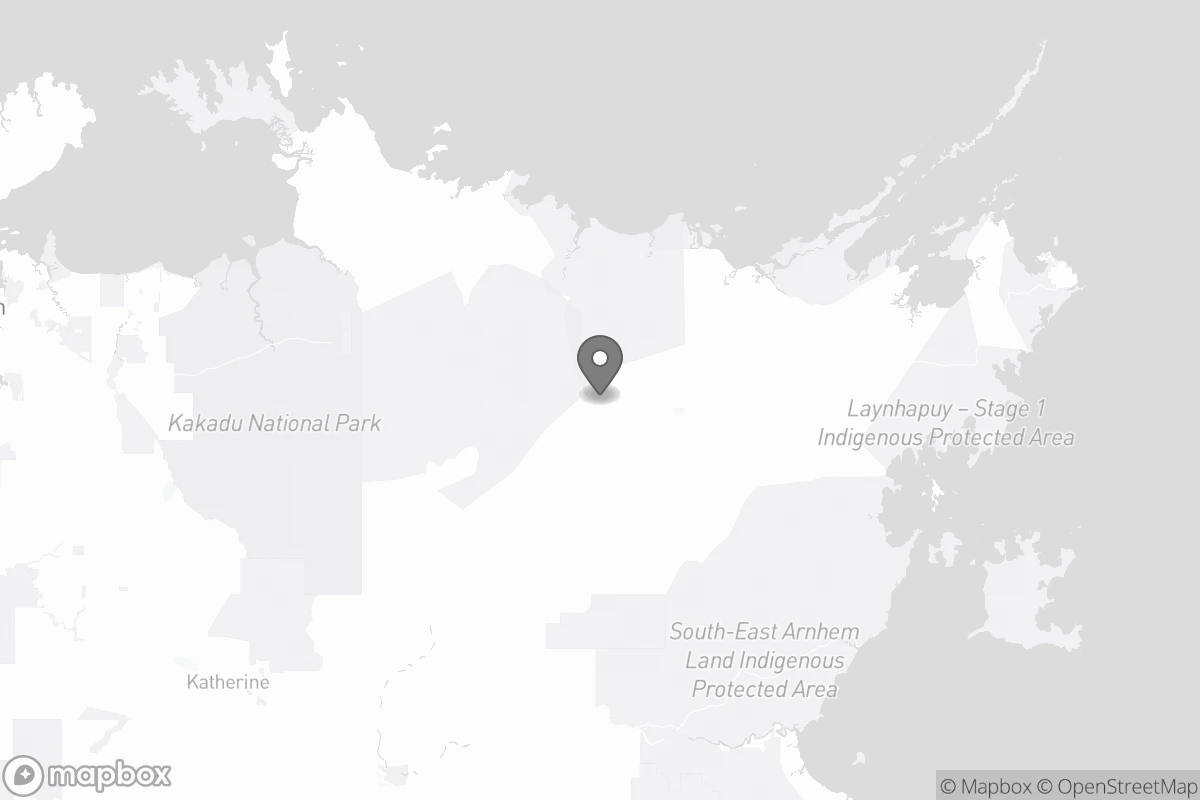 n
Kakadu National Park
Laynhapuy – Stage 1
Indigenous Protected Area
South-East Arnhem
Land Indigenous
Protected Area
Katherine
mapbox
© Mapbox © OpenStreetMap